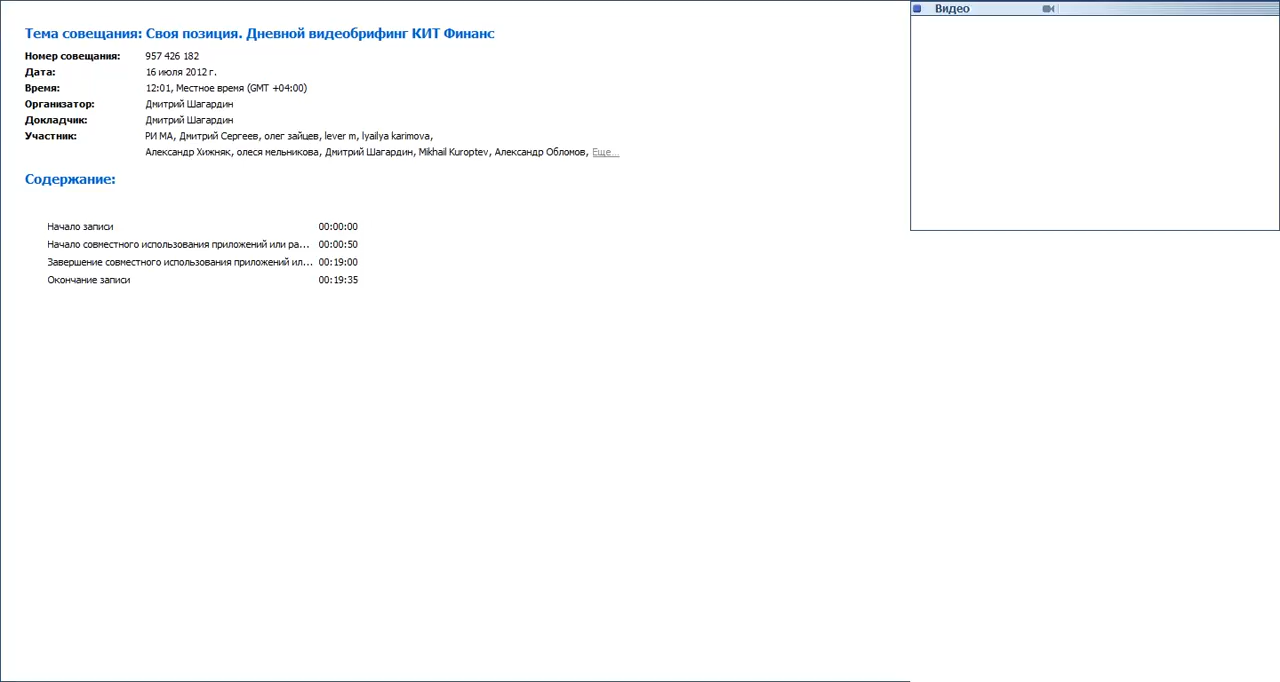 Тема совещания: Своя позиция. Дневной видеобрифинг КИТ Финанс
Номер совещания: 957 426 182
Дата: 16 июля 2012 г.
Время: 12:01, Местное время (GMT +04:00)
Организатор: Дмитрий Шагардин
Докладчик: Дмитрий Шагардин
Участник: РИ МА, Дмитрий Сергеев, олег зайцев, lever m, lyailya karimova,
Александр Хижняк, олеся мельникова, Дмитрий Шагардин, Mikhail Kuroptev, Александр Обломов, Еще...
Содержание:
Начало записи 00:00:00
Начало совместного использования приложений или ра... 00:00:50
Завершение совместного использования приложений ил... 00:19:00
Окончание записи 00:19:35
Видео